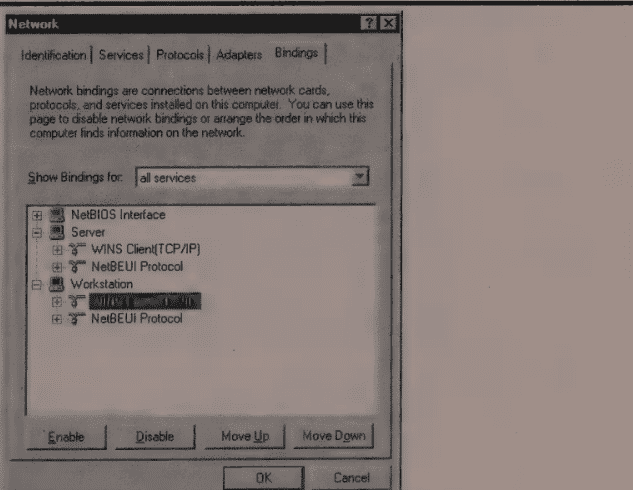 Network
Identification Services Protocols Adapters Bindings
Network bindings are connections between network cards,
protocols, and services installed on this computer. You can use this
page to disable network bindings or arrange the order in which this
computer finds information on the network.
Show Bindings for: all services
NetBIOS Interface
Server
WINS Client(TCP/IP)
NetBEUI Protocol
Workstation
NetBEUI Protocol
Enable Disable Move Up Move Down
OK Cancel